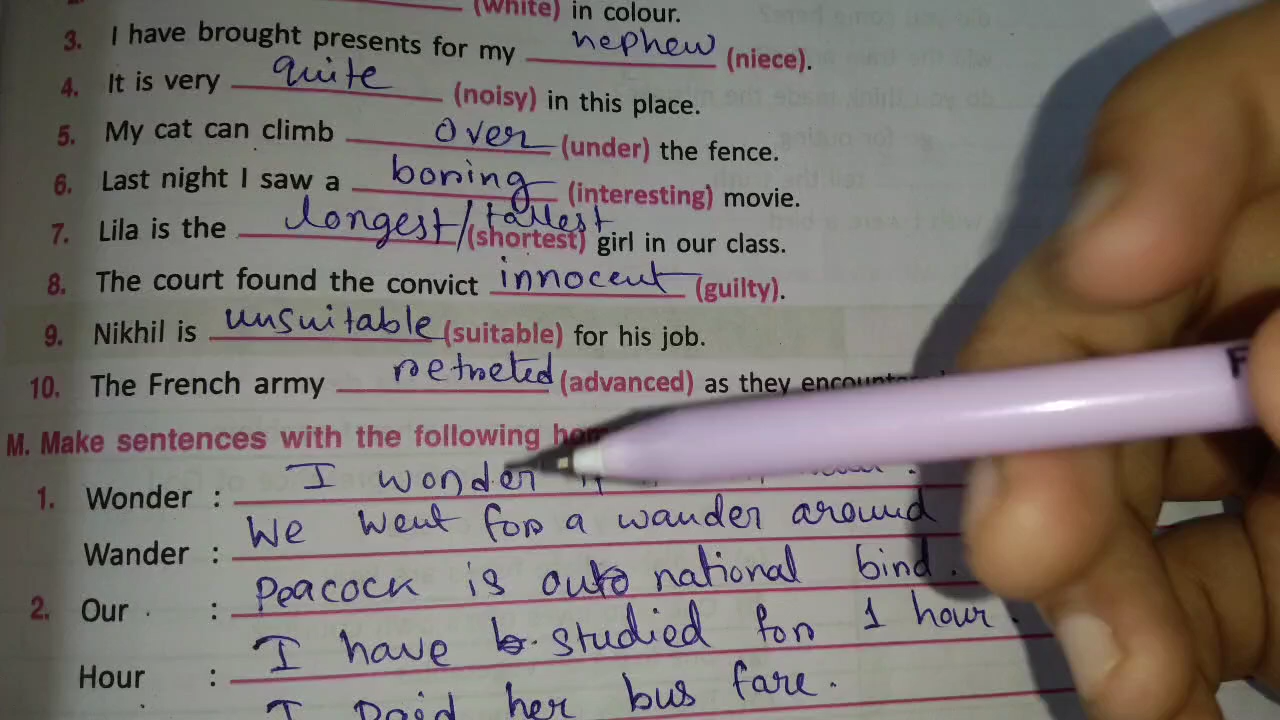 (white) in colour.
3. I have brought presents for my nephew (niece).
4. It is very quite (noisy) in this place.
5. My cat can climb over (under) the fence.
6. Last night I saw a boring (interesting) movie.
7. Lila is the longest/tallest (shortest) girl in our class.
8. The court found the convict innocent (guilty).
9. Nikhil is unsuitable (suitable) for his job.
10. The French army retreted (advanced) as they
M. Make sentences with the following
1. Wonder : I wonder
Wander : We went for a wander around
2. Our : Peacock is our national bird.
Hour : I have studied for 1 hour.
I paid her bus fare.